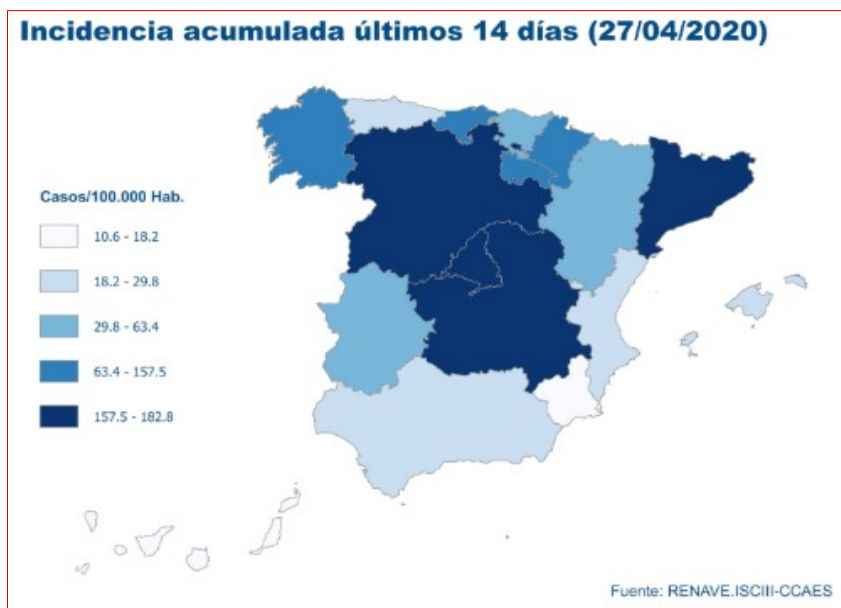 Incidencia acumulada últimos 14 días (27/04/2020)
Casos/100.000 Hab.
10.6 - 18.2
18.2 - 29.8
29.8 - 63.4
63.4 - 157.5
157.5 - 182.8
Fuente: RENAVE.ISCIII-CCAES